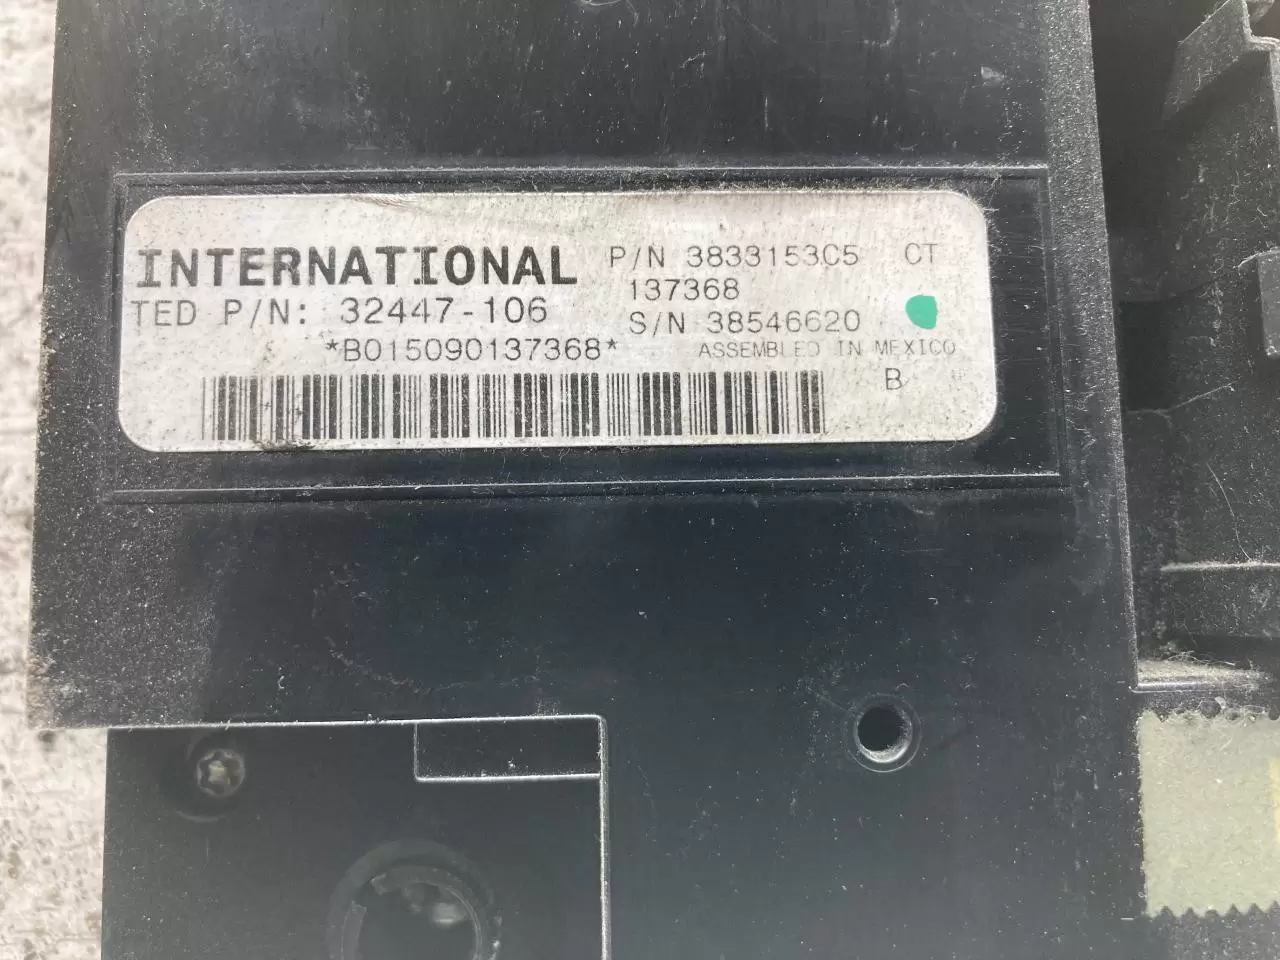 INTERNATIONAL
TED P/N: 32447-106
P/N 3833153C5 CT
137368
S/N 38546620
*B015090137368*
ASSEMBLED IN MEXICO
B